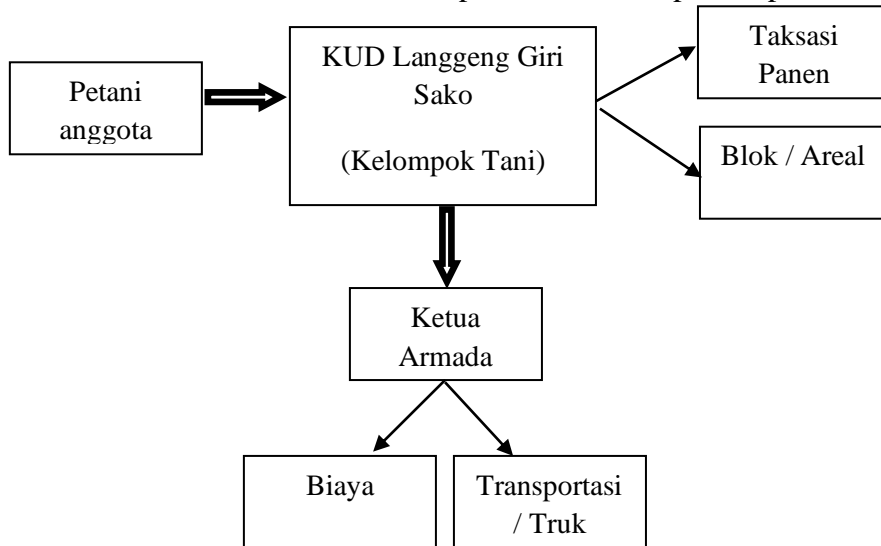 Taksasi
Panen
KUD Langgeng Giri
Sako
(Kelompok Tani)
Petani
anggota
Blok / Areal
Ketua
Armada
Biaya
Transportasi
/ Truk